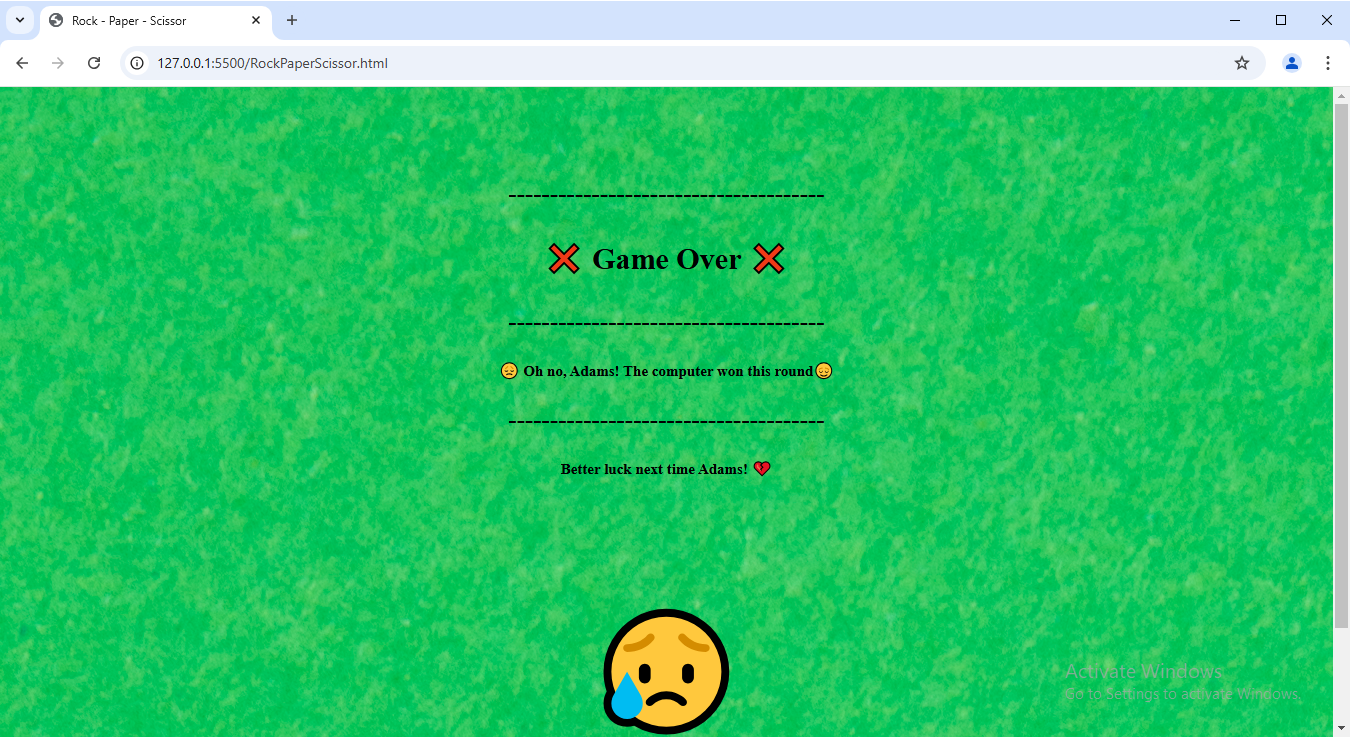 Rock - Paper - Scissor
127.0.0.1:5500/RockPaperScissor.html
--------------------------------------
❌ Game Over ❌
--------------------------------------
😞 Oh no, Adams! The computer won this round😔
--------------------------------------
Better luck next time Adams! 💔
Activate Windows
Go to Settings to activate Windows.